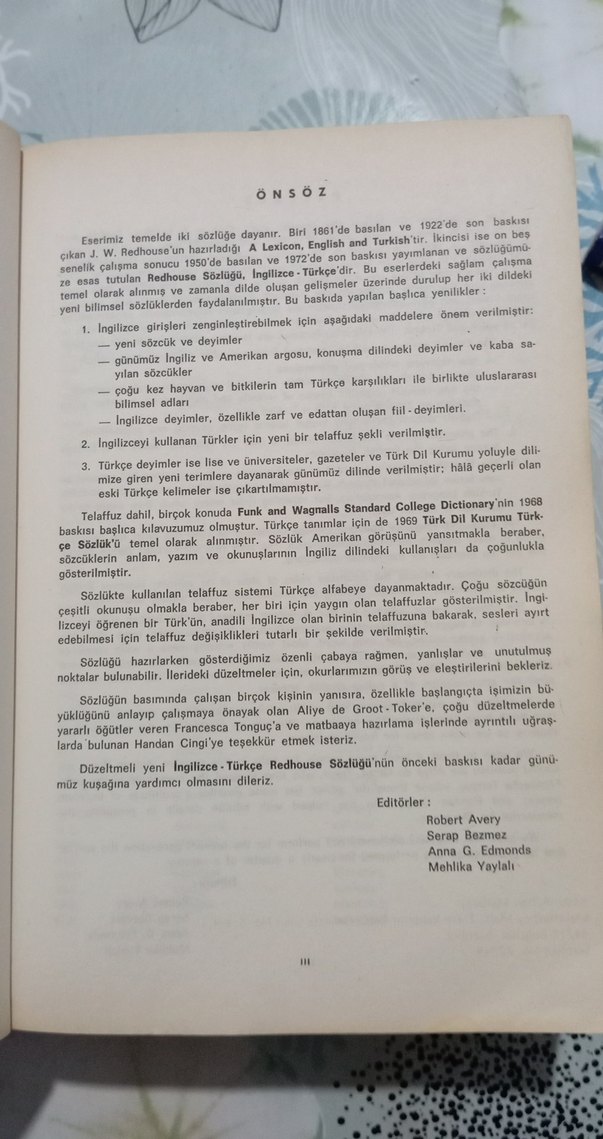 ÖNSÖZ
Eserimiz temelde iki sözlüğe dayanır. Biri 1861'de basılan ve 1922'de son baskısı
çıkan J. W. Redhouse'un hazırladığı A Lexicon, English and Turkish'tir. İkincisi ise on beş
senelik çalışma sonucu 1950'de basılan ve 1972'de son baskısı yayımlanan ve sözlüğümü-
ze esas tutulan Redhouse Sözlüğü, İngilizce - Türkçe'dir. Bu eserlerdeki sağlam çalışma
temel olarak alınmış ve zamanla dilde oluşan gelişmeler üzerinde durulup her iki dildeki
yeni bilimsel sözlüklerden faydalanılmıştır. Bu baskıda yapılan başlıca yenilikler :
1. İngilizce girişleri zenginleştirebilmek için aşağıdaki maddelere önem verilmiştir:
— yeni sözcük ve deyimler
— günümüz İngiliz ve Amerikan argosu, konuşma dilindeki deyimler ve kaba sa-
yılan sözcükler
— çoğu kez hayvan ve bitkilerin tam Türkçe karşılıkları ile birlikte uluslararası
bilimsel adları
— İngilizce deyimler, özellikle zarf ve edattan oluşan fiil - deyimleri.
2. İngilizceyi kullanan Türkler için yeni bir telaffuz şekli verilmiştir.
3. Türkçe deyimler ise lise ve üniversiteler, gazeteler ve Türk Dil Kurumu yoluyle dili-
mize giren yeni terimlere dayanarak günümüz dilinde verilmiştir; hâlâ geçerli olan
eski Türkçe kelimeler ise çıkartılmamıştır.
Telaffuz dahil, birçok konuda Funk and Wagnalls Standard College Dictionary'nin 1968
baskısı başlıca kılavuzumuz olmuştur. Türkçe tanımlar için de 1969 Türk Dil Kurumu Türk-
çe Sözlük'ü temel olarak alınmıştır. Sözlük Amerikan görüşünü yansıtmakla beraber,
sözcüklerin anlam, yazım ve okunuşlarının İngiliz dilindeki kullanışları da çoğunlukla
gösterilmiştir.
Sözlükte kullanılan telaffuz sistemi Türkçe alfabeye dayanmaktadır. Çoğu sözcüğün
çeşitli okunuşu olmakla beraber, her biri için yaygın olan telaffuzlar gösterilmiştir. İngi-
lizceyi öğrenen bir Türk'ün, anadili İngilizce olan birinin telaffuzuna bakarak, sesleri ayırt
edebilmesi için telaffuz değişiklikleri tutarlı bir şekilde verilmiştir.
Sözlüğü hazırlarken gösterdiğimiz özenli çabaya rağmen, yanlışlar ve unutulmuş
noktalar bulunabilir. İlerideki düzeltmeler için, okurlarımızın görüş ve eleştirilerini bekleriz.
Sözlüğün basımında çalışan birçok kişinin yanısıra, özellikle başlangıçta işimizin bü-
yüklüğünü anlayıp çalışmaya önayak olan Aliye de Groot - Toker'e, çoğu düzeltmelerde
yararlı öğütler veren Francesca Tonguç'a ve matbaaya hazırlama işlerinde ayrıntılı uğraş-
larda bulunan Handan Cingi'ye teşekkür etmek isteriz.
Düzeltmeli yeni İngilizce - Türkçe Redhouse Sözlüğü'nün önceki baskısı kadar günü-
müz kuşağına yardımcı olmasını dileriz.
Editörler :
Robert Avery
Serap Bezmez
Anna G. Edmonds
Mehlika Yaylalı
III